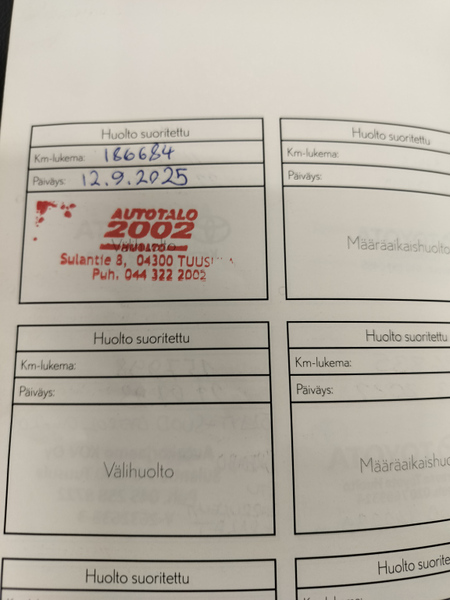 Huolto suoritettu
Km-lukema: 186684
Päiväys: 12.9.2025
AUTOTALO
2002
HUOLTO
Välihuolto
Sulantie 8, 04300
Puh. 044 322 2002
Huolto suoritettu
Km-lukema:
Päiväys:
Määräaikaishuolto
Huolto suoritettu
Km-lukema:
Päiväys:
Välihuolto
Huolto suoritettu
Km-lukema:
Päiväys:
Huolto suoritettu